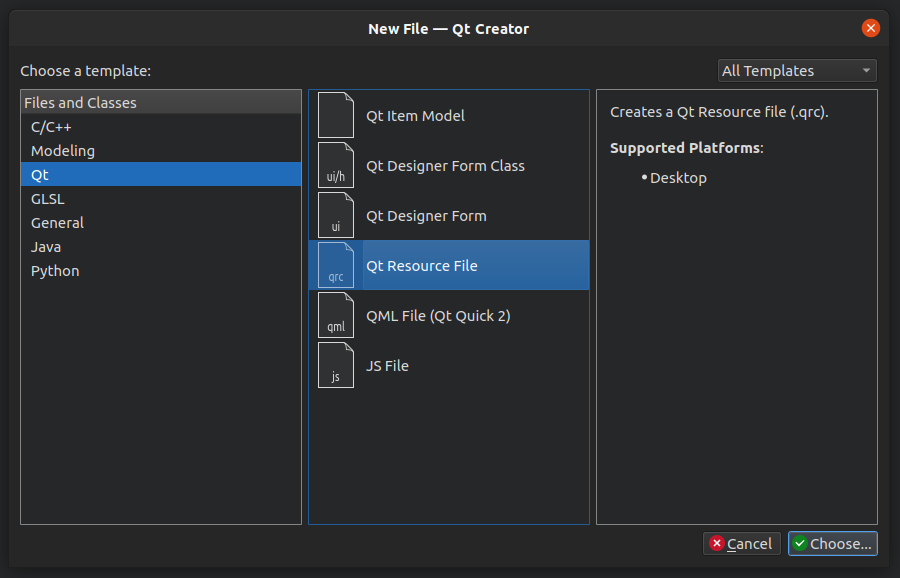 New File — Qt Creator
Choose a template:
All Templates
Files and Classes
C/C++
Modeling
Qt
GLSL
General
Java
Python
Qt Item Model
ui/h
Qt Designer Form Class
ui
Qt Designer Form
qrc
Qt Resource File
qml
QML File (Qt Quick 2)
js
JS File
Creates a Qt Resource file (.qrc).
Supported Platforms:
• Desktop
Cancel
Choose...